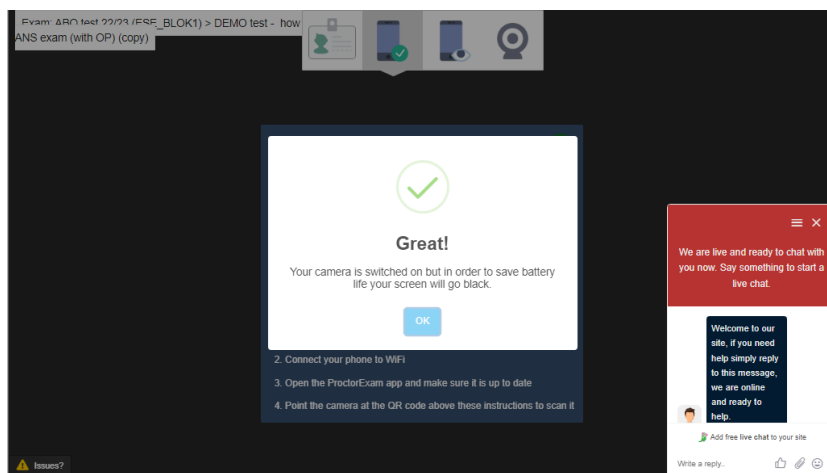 Exam: ABO test 22/23 (ESE_BLOK1) > DEMO test - how
ANS exam (with OP) (copy)
Great!
Your camera is switched on but in order to save battery
life your screen will go black.
OK
2. Connect your phone to WiFi
3. Open the ProctorExam app and make sure it is up to date
4. Point the camera at the QR code above these instructions to scan it
Issues?
We are live and ready to chat with
you now. Say something to start a
live chat.
Welcome to our
site, if you need
help simply reply
to this message,
we are online
and ready to
help.
Add free live chat to your site
Write a reply..